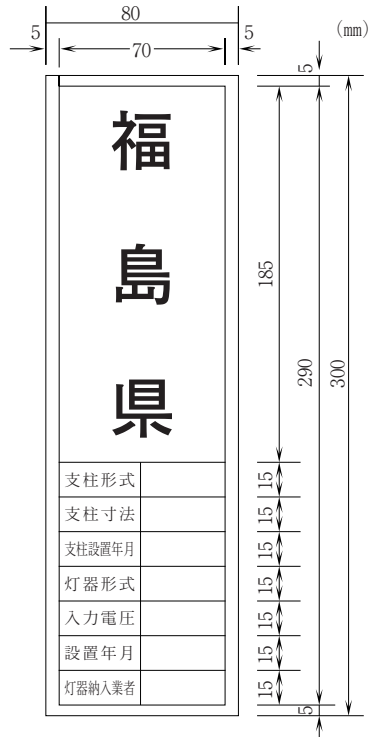 80
5 70 5
(mm)
5
福
島
県
185
290
300
支柱形式 15
支柱寸法 15
支柱設置年月 15
灯器形式 15
入力電圧 15
設置年月 15
灯器納入業者 15
5